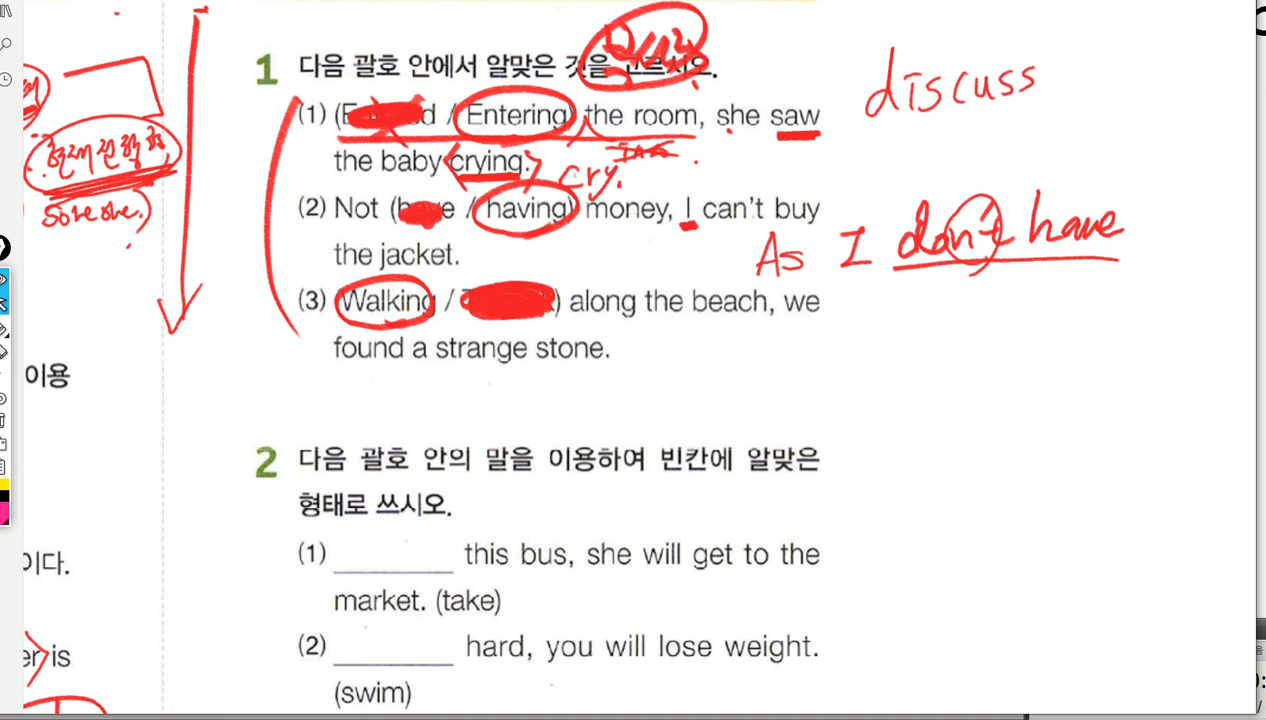 discuss
1 다음 괄호 안에서 알맞은 것을 고르시오.
(1) (E d / Entering) the room, she saw
the baby crying. cry.
(2) Not (have / having) money, I can't buy
the jacket.
As I don't have
(3) (Walking / ) along the beach, we
found a strange stone.
이용
2 다음 괄호 안의 말을 이용하여 빈칸에 알맞은
형태로 쓰시오.
(1) ________ this bus, she will get to the
market. (take)
이다.
(2) ________ hard, you will lose weight.
(swim)
er is